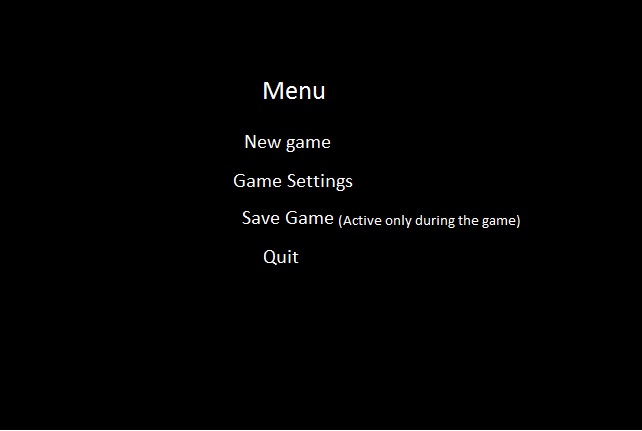 Menu
New game
Game Settings
Save Game (Active only during the game)
Quit